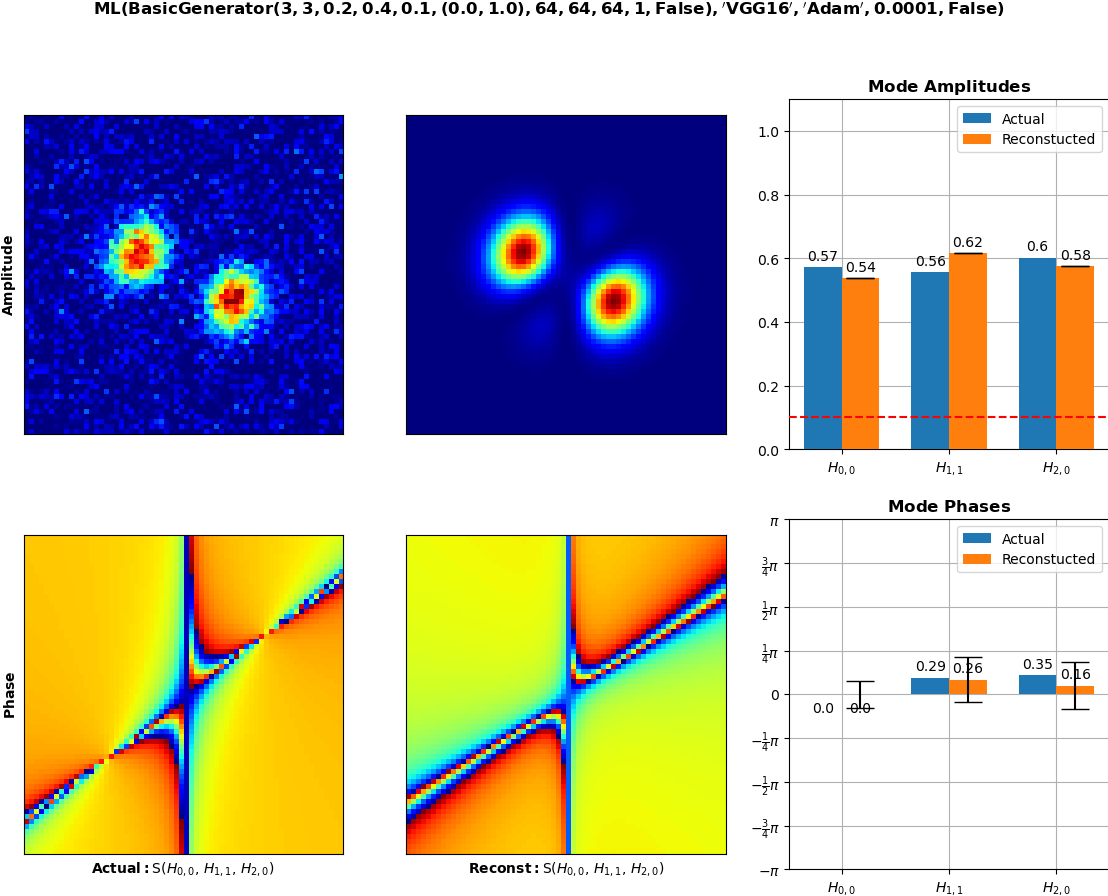 ML(BasicGenerator(3, 3, 0.2, 0.4, 0.1, (0.0, 1.0), 64, 64, 64, 1, False), ′VGG16′, ′Adam′, 0.0001, False)
Amplitude
Mode Amplitudes
Actual
Reconstucted
1.0
0.8
0.6
0.4
0.2
0.0
0.57
0.54
0.56
0.62
0.6
0.58
H0,0
H1,1
H2,0
Phase
Actual: S(H0,0, H1,1, H2,0)
Reconst: S(H0,0, H1,1, H2,0)
Mode Phases
Actual
Reconstucted
π
3/4π
1/2π
1/4π
0
−1/4π
−1/2π
−3/4π
−π
0.0
-0.0
0.29
0.26
0.35
0.16
H0,0
H1,1
H2,0